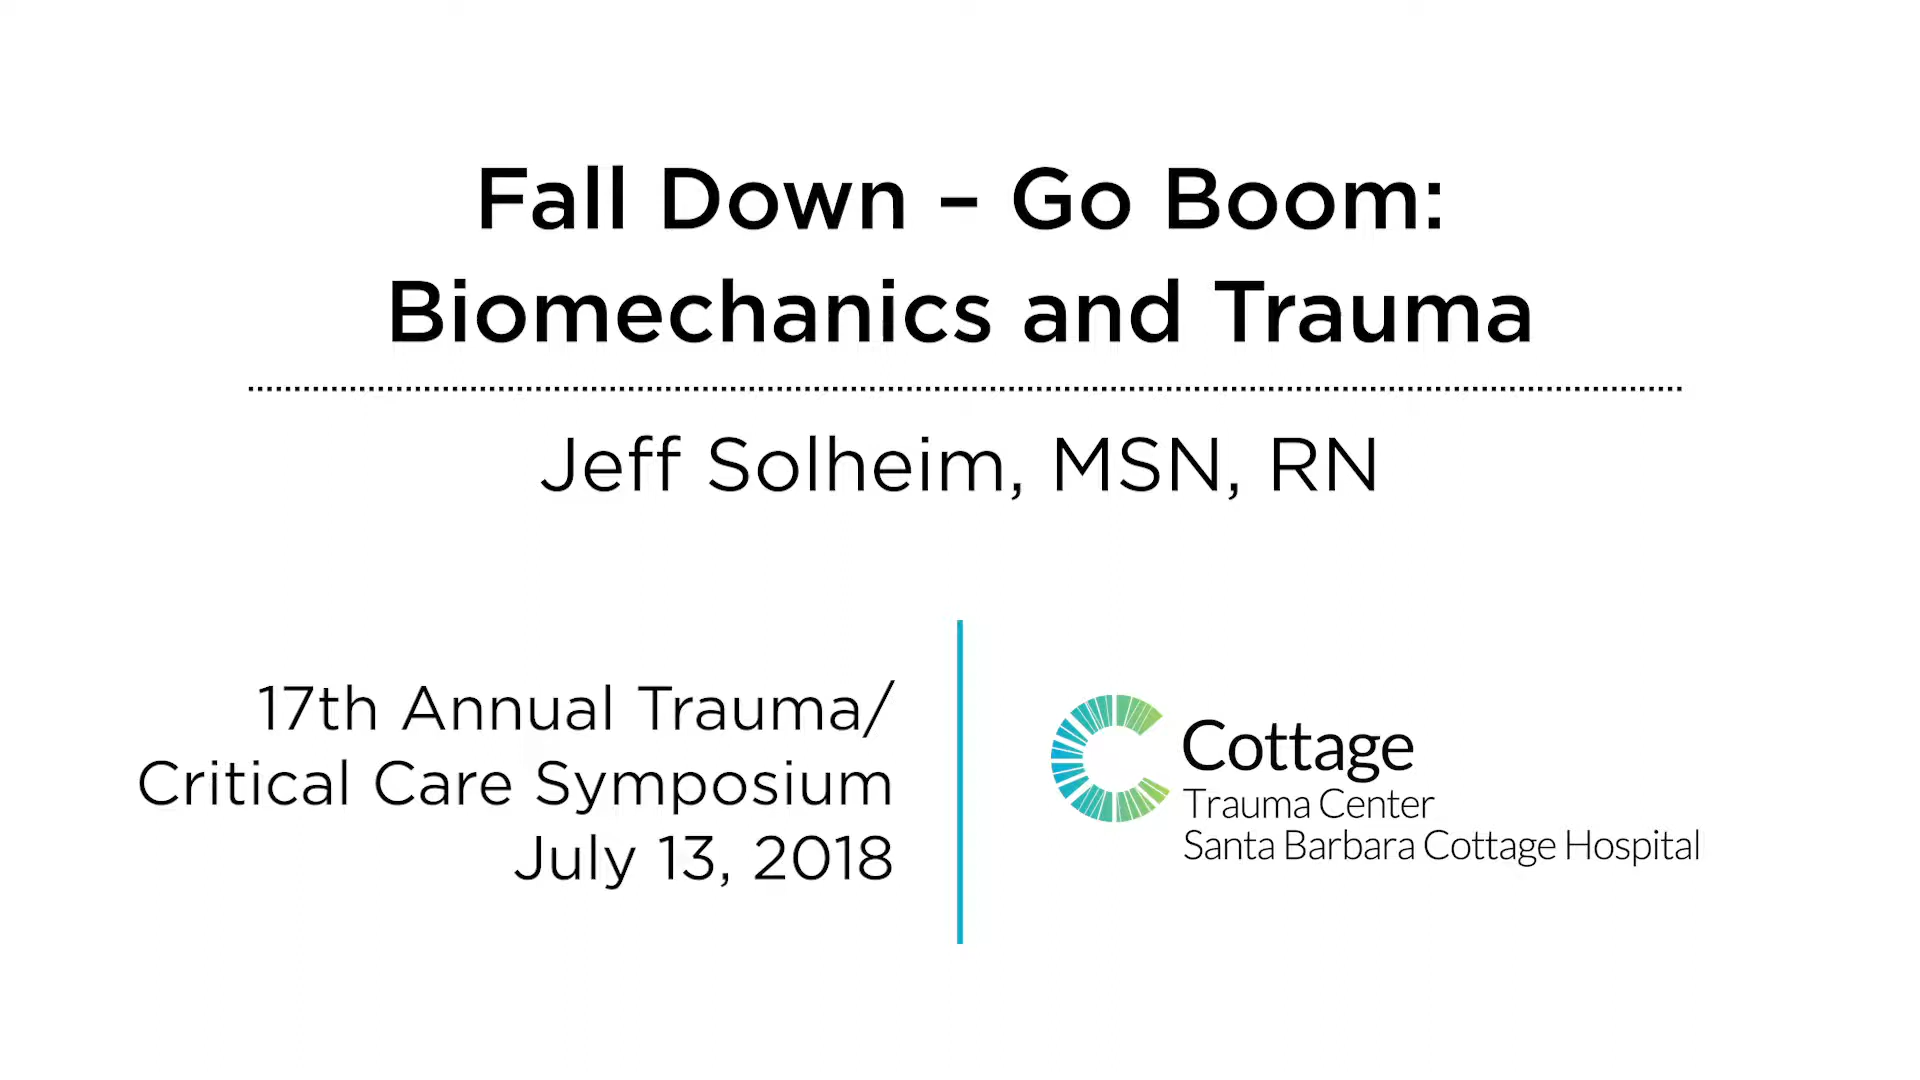 Fall Down – Go Boom:
Biomechanics and Trauma
Jeff Solheim, MSN, RN
17th Annual Trauma/
Critical Care Symposium
July 13, 2018
Cottage
Trauma Center
Santa Barbara Cottage Hospital